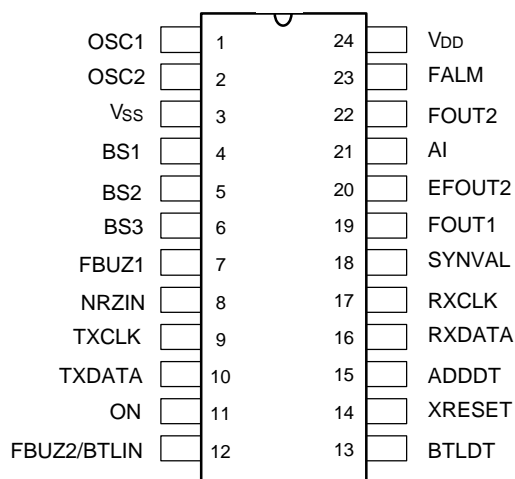 OSC1 1 24 VDD
OSC2 2 23 FALM
VSS 3 22 FOUT2
BS1 4 21 AI
BS2 5 20 EFOUT2
BS3 6 19 FOUT1
FBUZ1 7 18 SYNVAL
NRZIN 8 17 RXCLK
TXCLK 9 16 RXDATA
TXDATA 10 15 ADDDT
ON 11 14 XRESET
FBUZ2/BTLIN 12 13 BTLDT